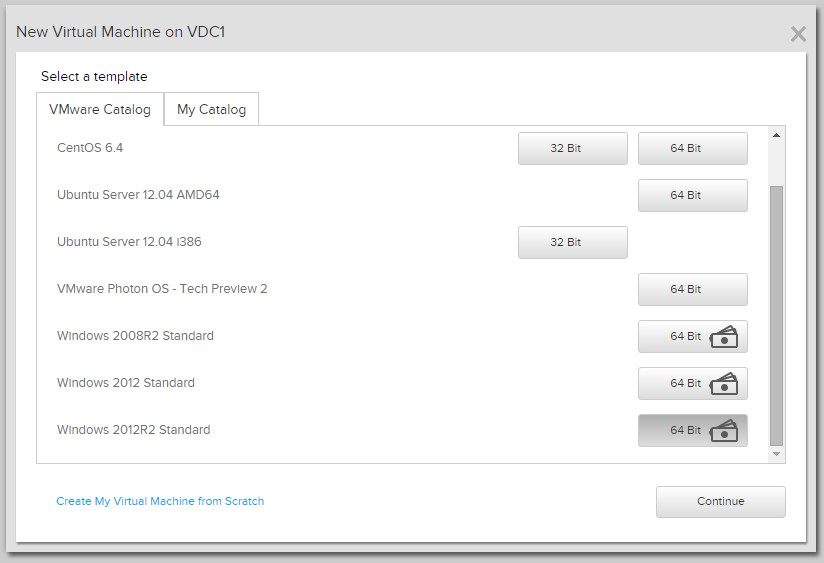 New Virtual Machine on VDC1
Select a template
VMware Catalog My Catalog
CentOS 6.4 32 Bit 64 Bit
Ubuntu Server 12.04 AMD64 64 Bit
Ubuntu Server 12.04 i386 32 Bit
VMware Photon OS - Tech Preview 2 64 Bit
Windows 2008R2 Standard 64 Bit
Windows 2012 Standard 64 Bit
Windows 2012R2 Standard 64 Bit
Create My Virtual Machine from Scratch Continue